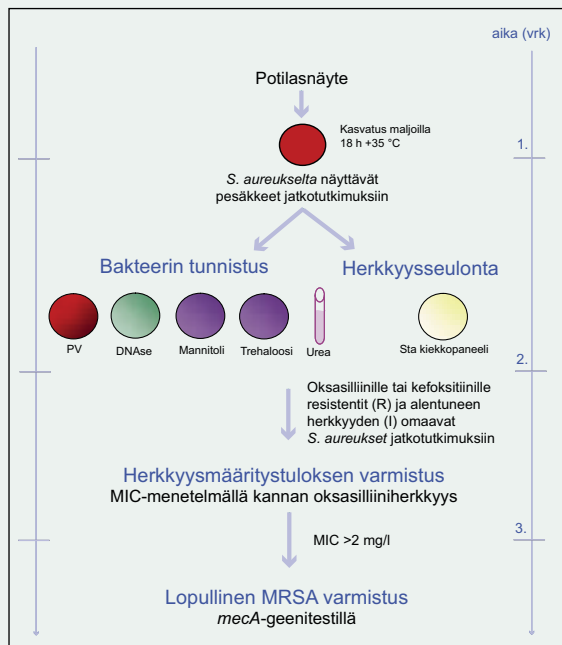 aika (vrk)
Potilasnäyte
Kasvatus maljoilla
18 h +35 °C
1.
S. aureukselta näyttävät
pesäkkeet jatkotutkimuksiin
Bakteerin tunnistus
Herkkyysseulonta
PV
DNAse
Mannitoli
Trehaloosi
Urea
Sta kiekkopaneeli
2.
Oksasilliinille tai kefoksitiinille
resistentit (R) ja alentuneen
herkkyyden (I) omaavat
S. aureukset jatkotutkimuksiin
Herkkyysmääritystuloksen varmistus
MIC-menetelmällä kannan oksasilliiniherkkyys
3.
MIC >2 mg/l
Lopullinen MRSA varmistus
mecA-geenitestillä